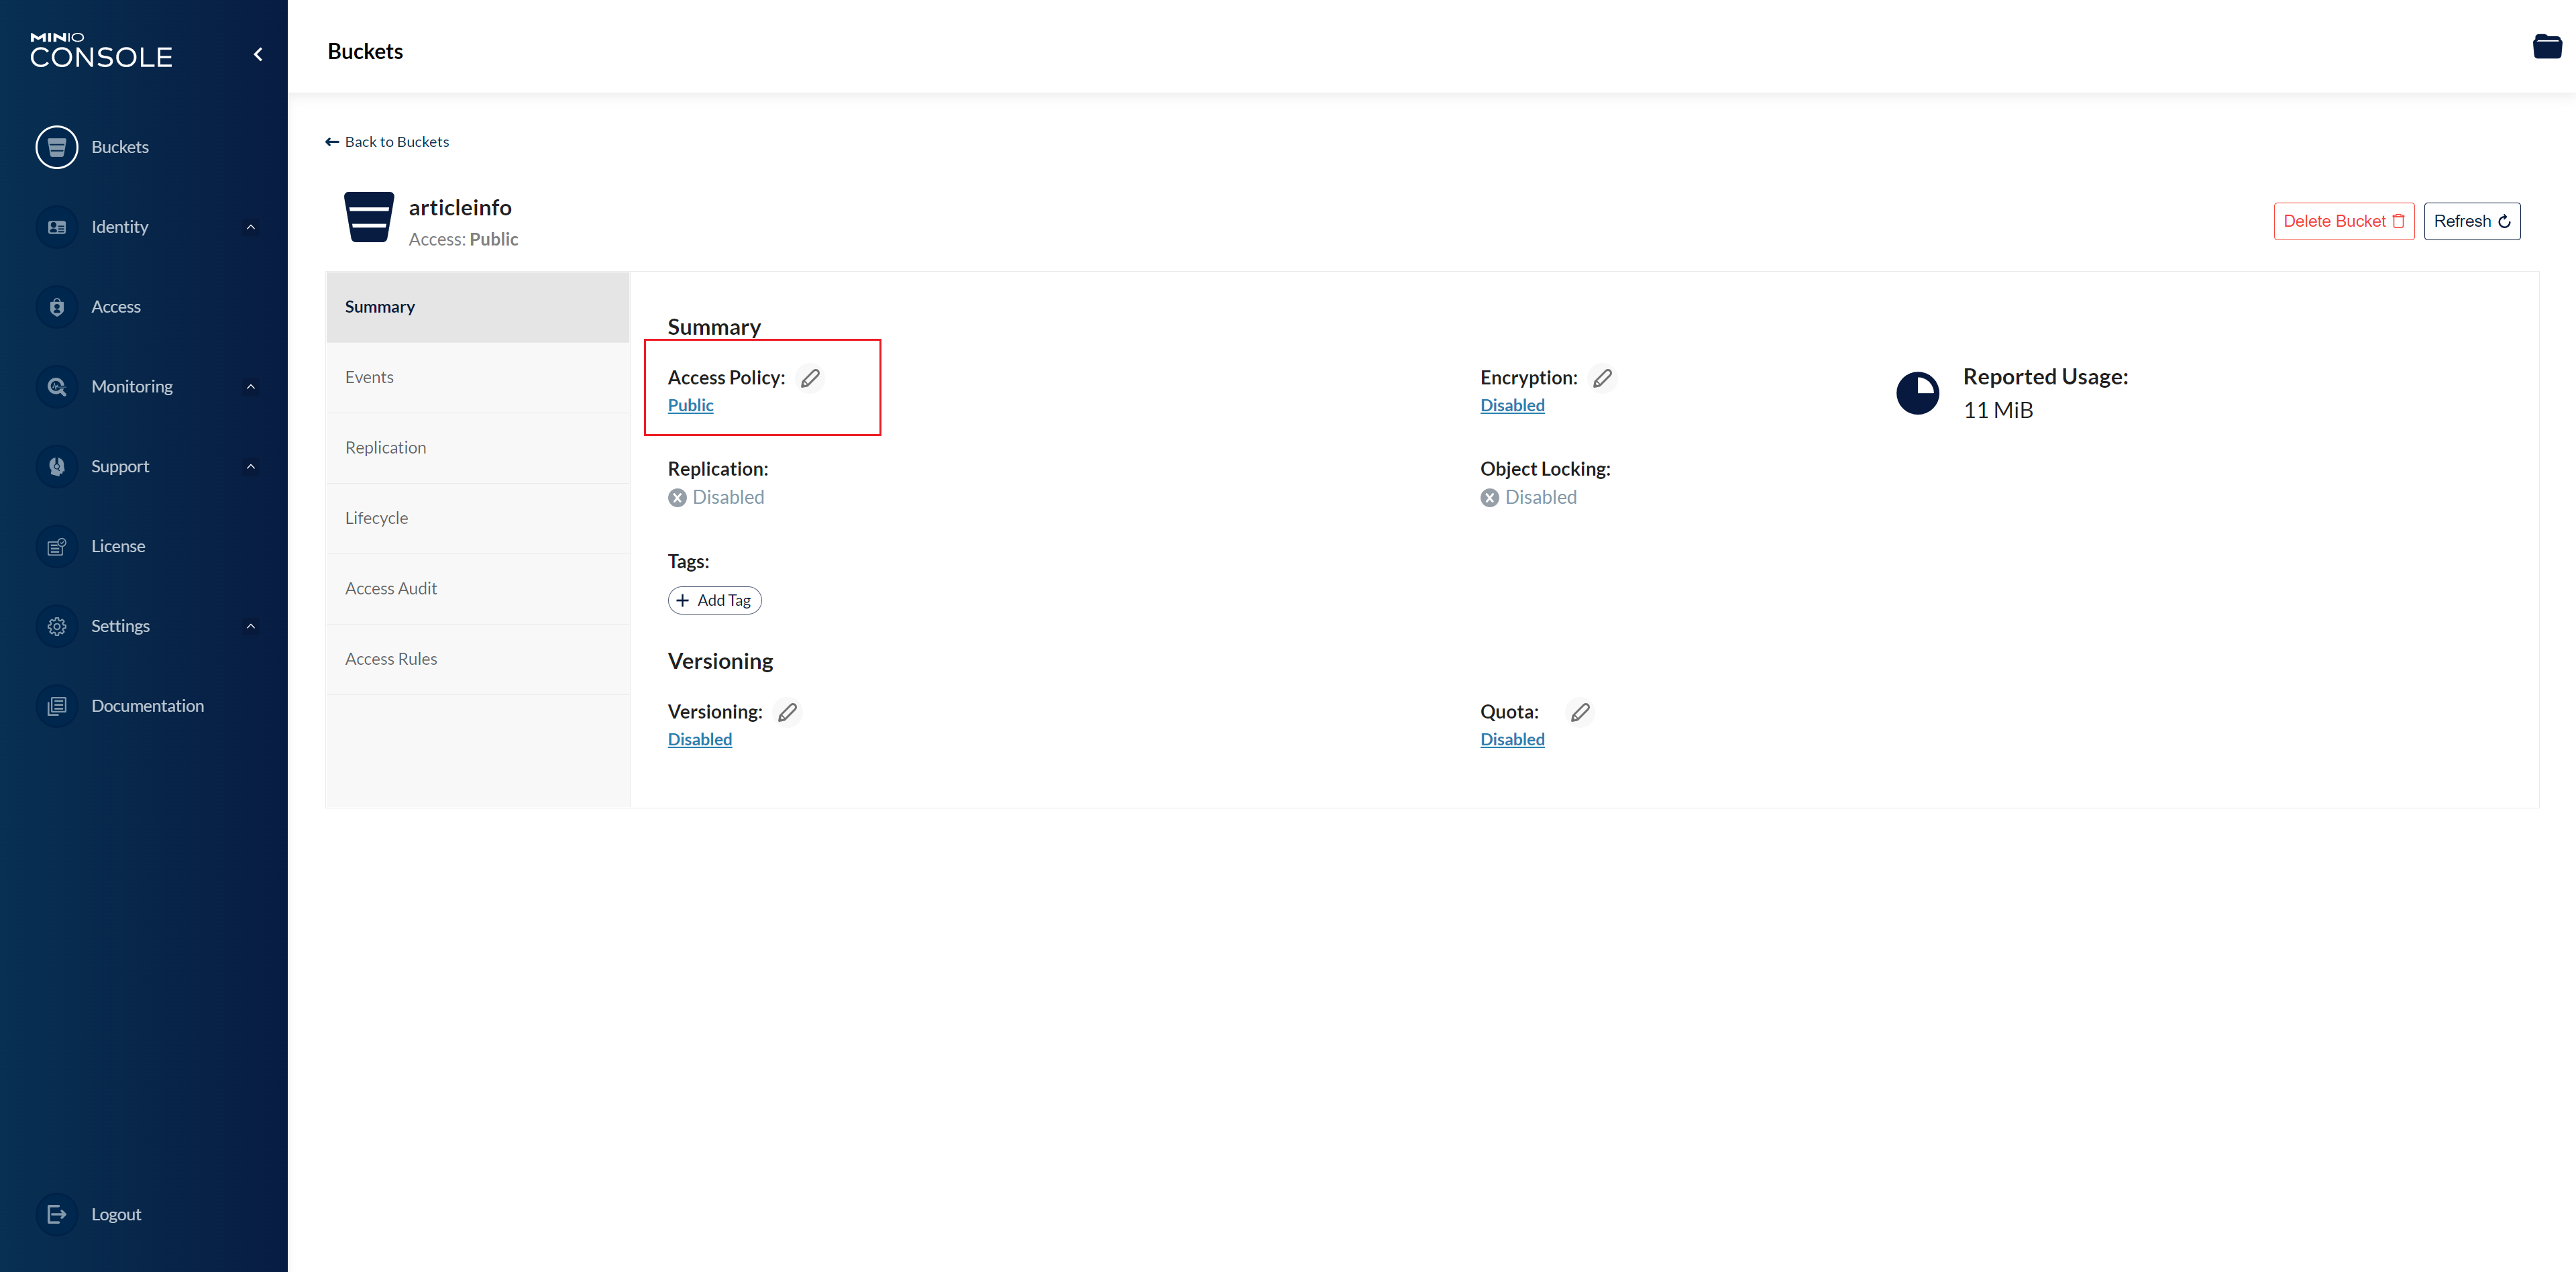 MINIO
CONSOLE
Buckets
Identity
Access
Monitoring
Support
License
Settings
Documentation
Logout
Buckets
Back to Buckets
articleinfo
Access: Public
Delete Bucket
Refresh
Summary
Events
Replication
Lifecycle
Access Audit
Access Rules
Summary
Access Policy:
Public
Encryption:
Disabled
Reported Usage:
11 MiB
Replication:
Disabled
Object Locking:
Disabled
Tags:
+ Add Tag
Versioning
Versioning:
Disabled
Quota:
Disabled